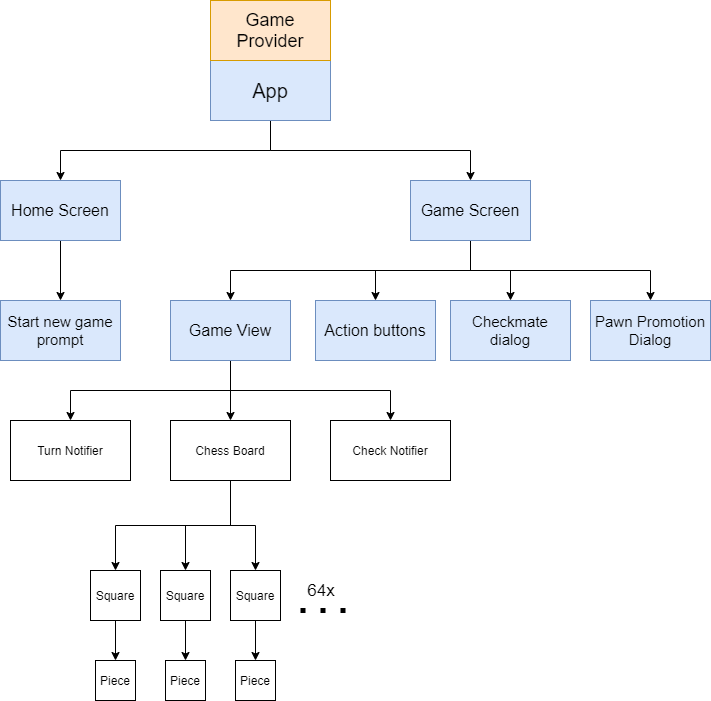 Game
Provider
App
Home Screen
Game Screen
Start new game
prompt
Game View
Action buttons
Checkmate
dialog
Pawn Promotion
Dialog
Turn Notifier
Chess Board
Check Notifier
Square
Square
Square
64x
. . .
Piece
Piece
Piece